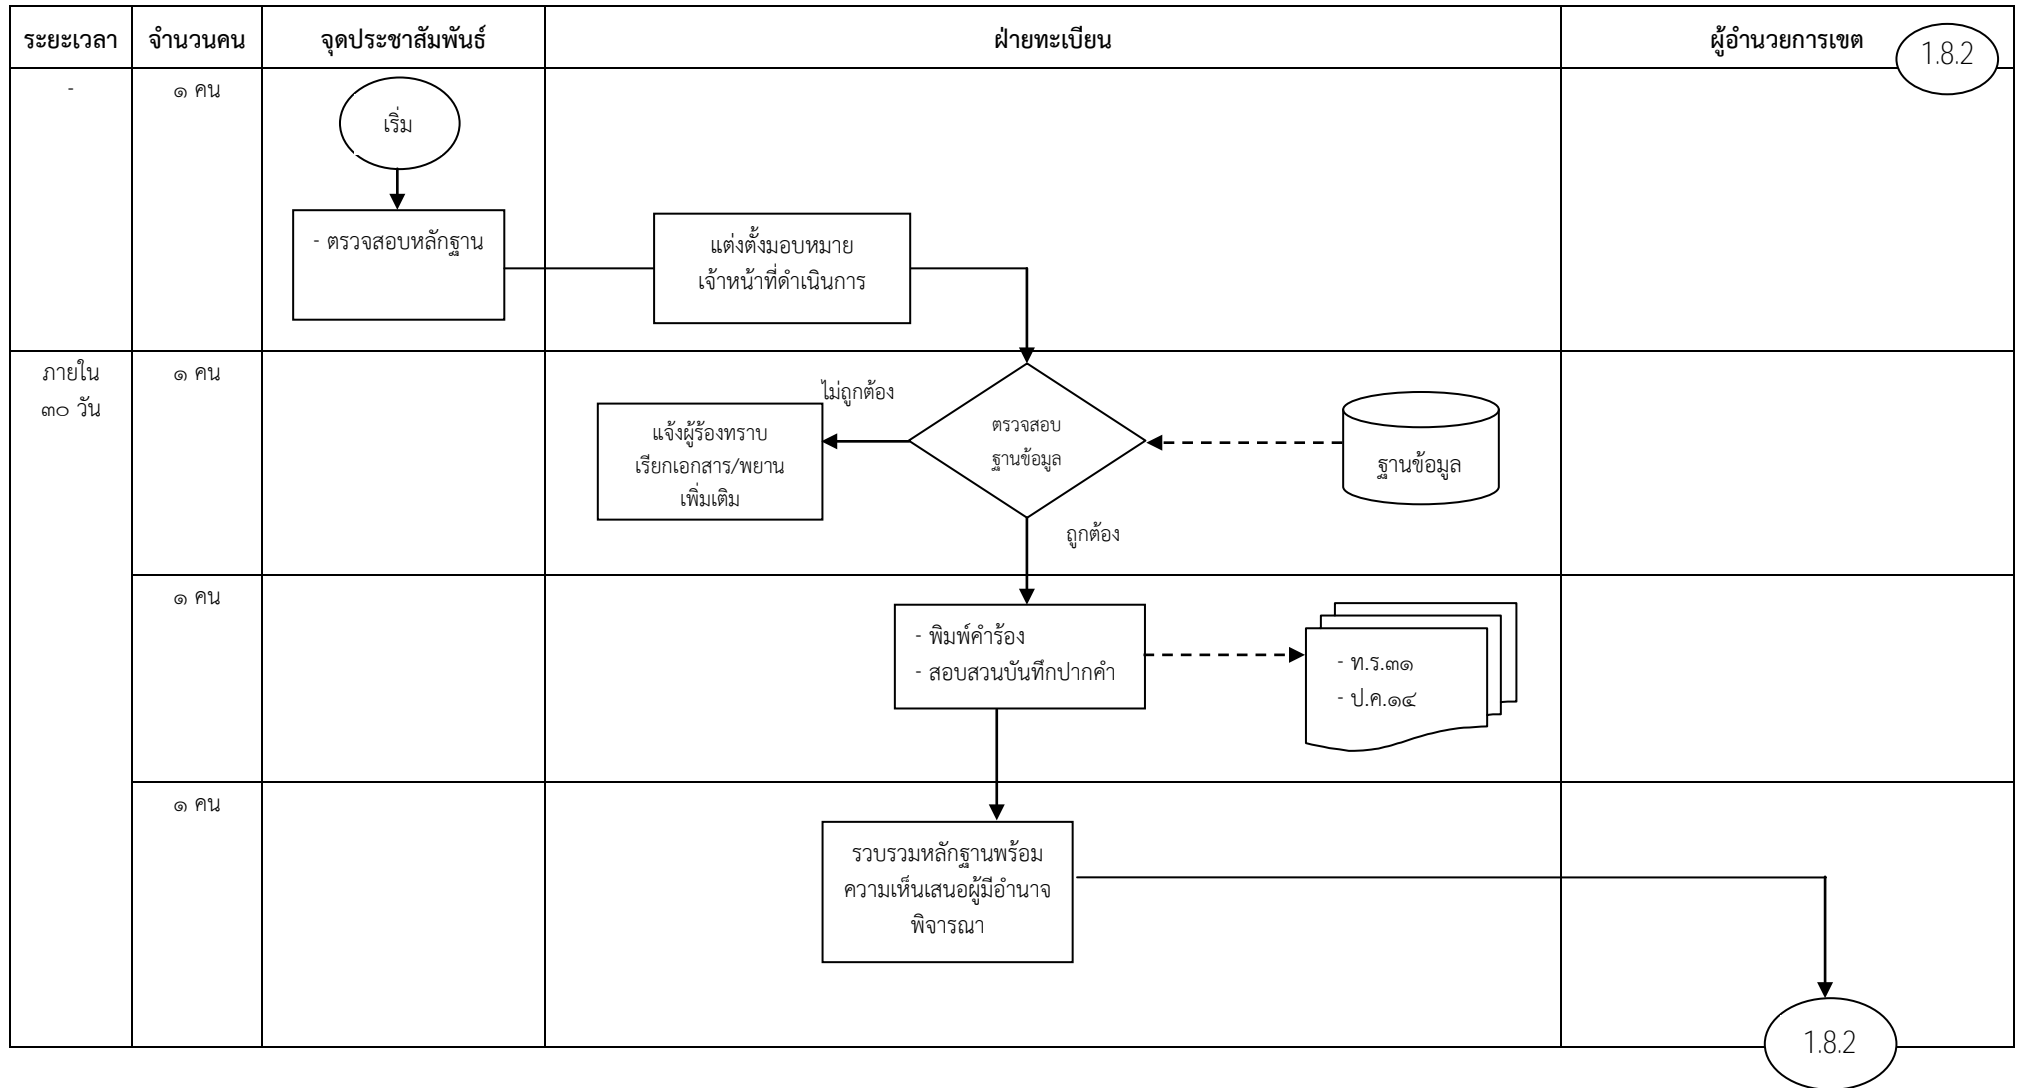 ระยะเวลา
จำนวนคน
จุดประชาสัมพันธ์
ฝ่ายทะเบียน
ผู้อำนวยการเขต
1.8.2
-
๑ คน
เริ่ม
- ตรวจสอบหลักฐาน
แต่งตั้งมอบหมาย
เจ้าหน้าที่ดำเนินการ
ภายใน
๓๐ วัน
๑ คน
ไม่ถูกต้อง
แจ้งผู้ร้องทราบ
เรียกเอกสาร/พยาน
เพิ่มเติม
ตรวจสอบ
ฐานข้อมูล
ฐานข้อมูล
ถูกต้อง
๑ คน
- พิมพ์คำร้อง
- สอบสวนบันทึกปากคำ
- ท.ร.๓๑
- ป.ค.๑๔
๑ คน
รวบรวมหลักฐานพร้อม
ความเห็นเสนอผู้มีอำนาจ
พิจารณา
1.8.2